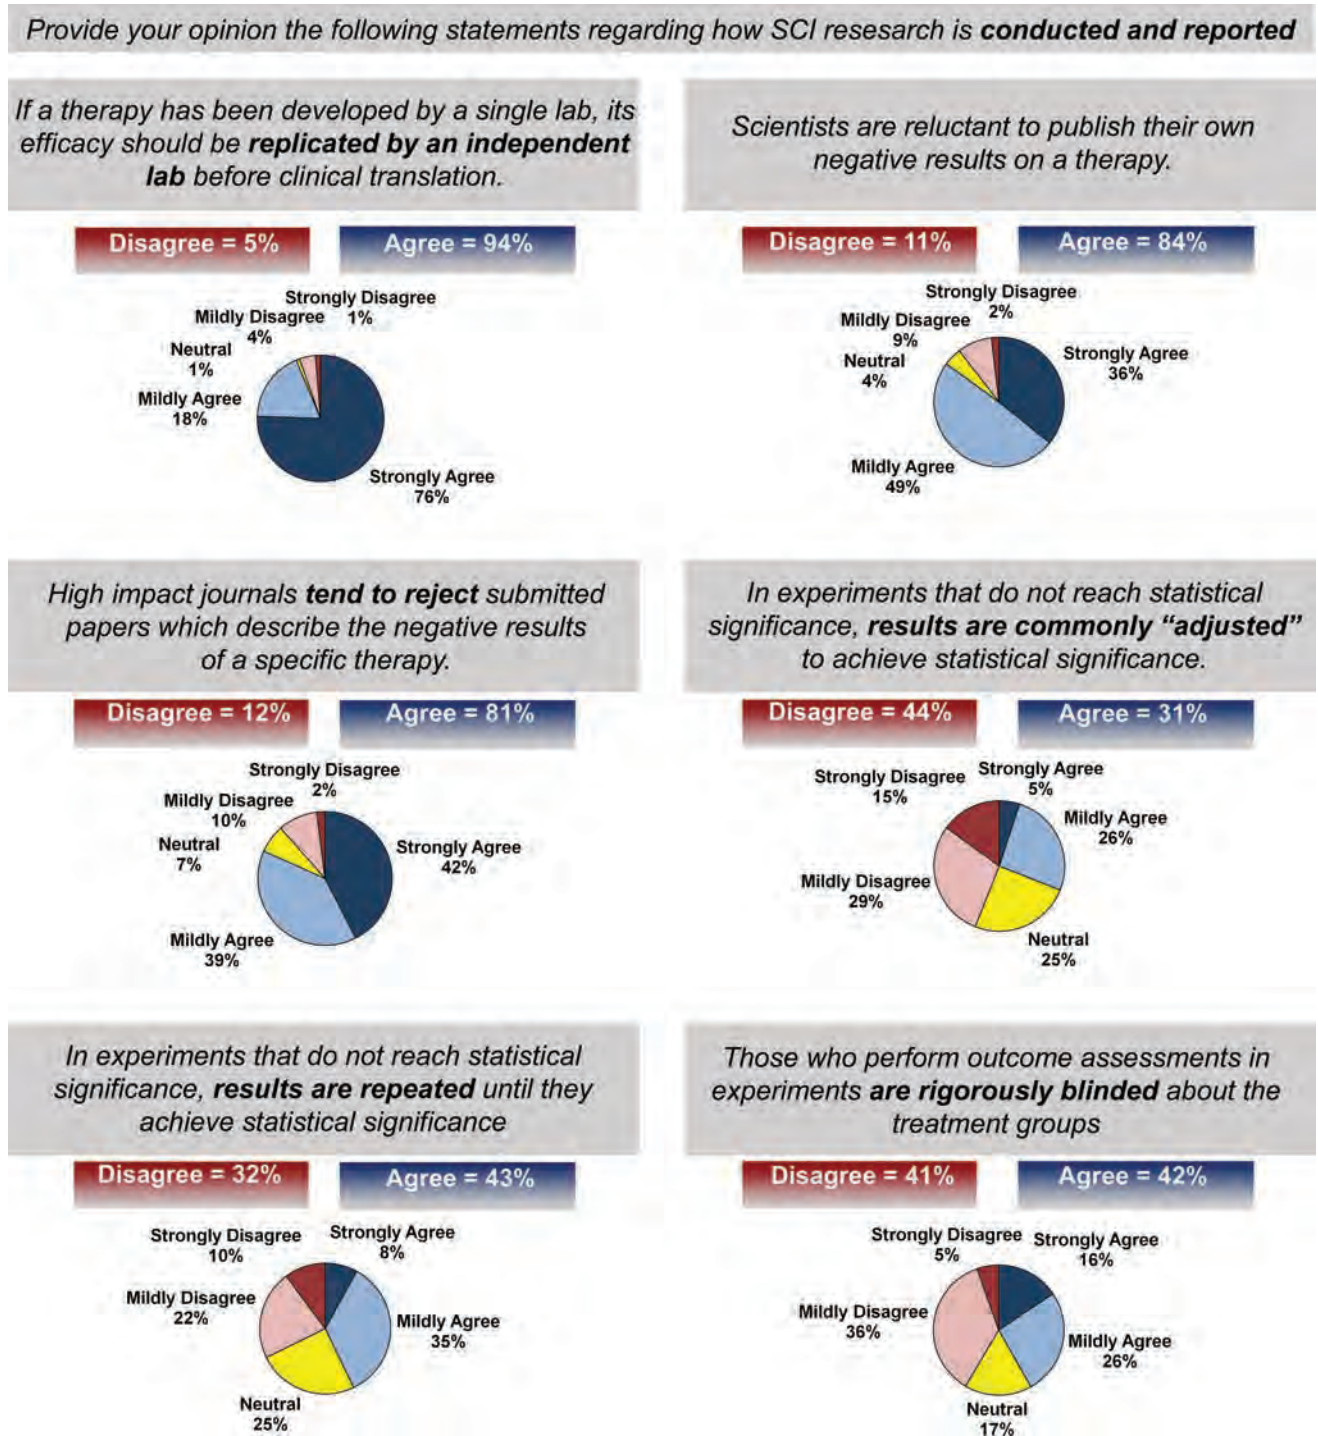 Provide your opinion the following statements regarding how SCI resesarch is conducted and reported
If a therapy has been developed by a single lab, its
efficacy should be replicated by an independent
lab before clinical translation.
Disagree = 5%
Agree = 94%
Strongly Disagree
1%
Mildly Disagree
4%
Neutral
1%
Mildly Agree
18%
Strongly Agree
76%
Scientists are reluctant to publish their own
negative results on a therapy.
Disagree = 11%
Agree = 84%
Strongly Disagree
2%
Mildly Disagree
9%
Neutral
4%
Strongly Agree
36%
Mildly Agree
49%
High impact journals tend to reject submitted
papers which describe the negative results
of a specific therapy.
Disagree = 12%
Agree = 81%
Strongly Disagree
2%
Mildly Disagree
10%
Neutral
7%
Strongly Agree
42%
Mildly Agree
39%
In experiments that do not reach statistical
significance, results are commonly “adjusted”
to achieve statistical significance.
Disagree = 44%
Agree = 31%
Strongly Disagree
15%
Strongly Agree
5%
Mildly Agree
26%
Mildly Disagree
29%
Neutral
25%
In experiments that do not reach statistical
significance, results are repeated until they
achieve statistical significance
Disagree = 32%
Agree = 43%
Strongly Disagree
10%
Strongly Agree
8%
Mildly Disagree
22%
Mildly Agree
35%
Neutral
25%
Those who perform outcome assessments in
experiments are rigorously blinded about the
treatment groups
Disagree = 41%
Agree = 42%
Strongly Disagree
5%
Strongly Agree
16%
Mildly Disagree
36%
Mildly Agree
26%
Neutral
17%